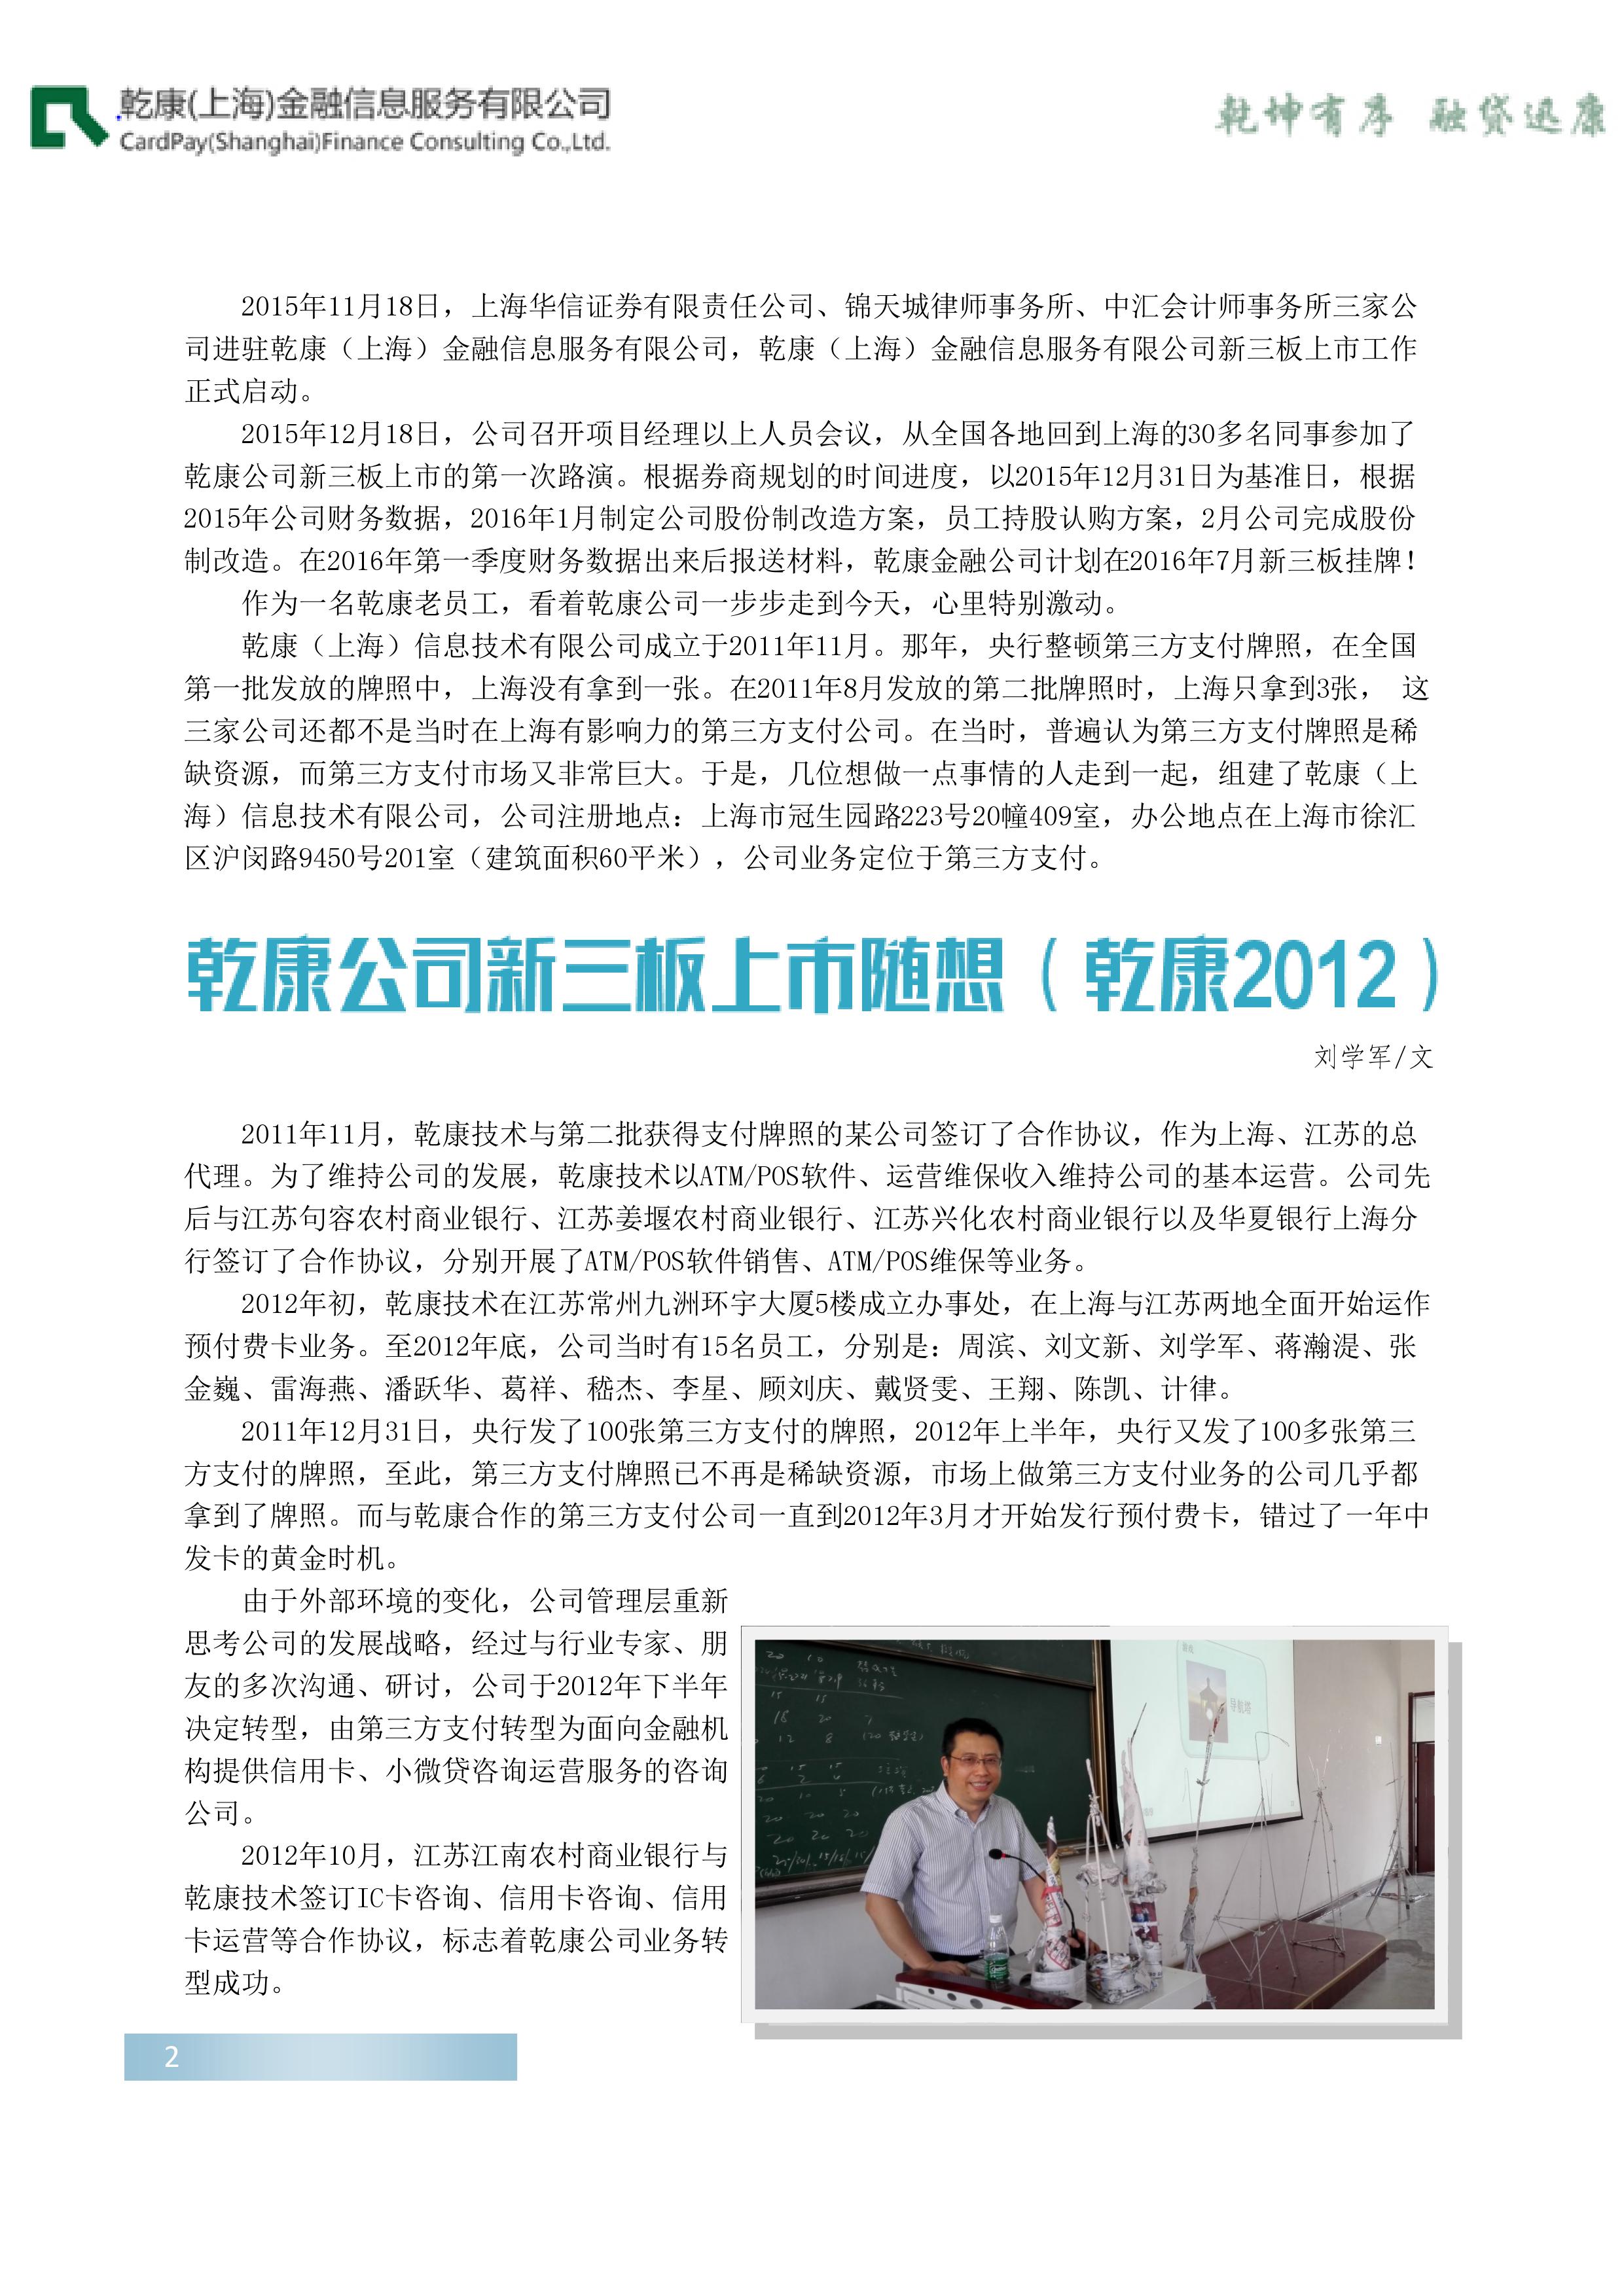 乾康(上海)金融信息服务有限公司
CardPay(Shanghai)Finance Consulting Co.,Ltd.
乾坤有序 融贷迅康
2015年11月18日，上海华信证券有限责任公司、锦天城律师事务所、中汇会计师事务所三家公
司进驻乾康（上海）金融信息服务有限公司，乾康（上海）金融信息服务有限公司新三板上市工作
正式启动。
2015年12月18日，公司召开项目经理以上人员会议，从全国各地回到上海的30多名同事参加了
乾康公司新三板上市的第一次路演。根据券商规划的时间进度，以2015年12月31日为基准日，根据
2015年公司财务数据，2016年1月制定公司股份制改造方案，员工持股认购方案，2月公司完成股份
制改造。在2016年第一季度财务数据出来后报送材料，乾康金融公司计划在2016年7月新三板挂牌！
作为一名乾康老员工，看着乾康公司一步步走到今天，心里特别激动。
乾康（上海）信息技术有限公司成立于2011年11月。那年，央行整顿第三方支付牌照，在全国
第一批发放的牌照中，上海没有拿到一张。在2011年8月发放的第二批牌照时，上海只拿到3张， 这
三家公司还都不是当时在上海有影响力的第三方支付公司。在当时，普遍认为第三方支付牌照是稀
缺资源，而第三方支付市场又非常巨大。于是，几位想做一点事情的人走到一起，组建了乾康（上
海）信息技术有限公司，公司注册地点：上海市冠生园路223号20幢409室，办公地点在上海市徐汇
区沪闵路9450号201室（建筑面积60平米），公司业务定位于第三方支付。
乾康公司新三板上市随想（乾康2012）
刘学军/文
2011年11月，乾康技术与第二批获得支付牌照的某公司签订了合作协议，作为上海、江苏的总
代理。为了维持公司的发展，乾康技术以ATM/POS软件、运营维保收入维持公司的基本运营。公司先
后与江苏句容农村商业银行、江苏姜堰农村商业银行、江苏兴化农村商业银行以及华夏银行上海分
行签订了合作协议，分别开展了ATM/POS软件销售、ATM/POS维保等业务。
2012年初，乾康技术在江苏常州九洲环宇大厦5楼成立办事处，在上海与江苏两地全面开始运作
预付费卡业务。至2012年底，公司当时有15名员工，分别是：周滨、刘文新、刘学军、蒋瀚湜、张
金巍、雷海燕、潘跃华、葛祥、嵇杰、李星、顾刘庆、戴贤雯、王翔、陈凯、计律。
2011年12月31日，央行发了100张第三方支付的牌照，2012年上半年，央行又发了100多张第三
方支付的牌照，至此，第三方支付牌照已不再是稀缺资源，市场上做第三方支付业务的公司几乎都
拿到了牌照。而与乾康合作的第三方支付公司一直到2012年3月才开始发行预付费卡，错过了一年中
发卡的黄金时机。
由于外部环境的变化，公司管理层重新
思考公司的发展战略，经过与行业专家、朋
友的多次沟通、研讨，公司于2012年下半年
决定转型，由第三方支付转型为面向金融机
构提供信用卡、小微贷咨询运营服务的咨询
公司。
2012年10月，江苏江南农村商业银行与
乾康技术签订IC卡咨询、信用卡咨询、信用
卡运营等合作协议，标志着乾康公司业务转
型成功。
导航塔
2